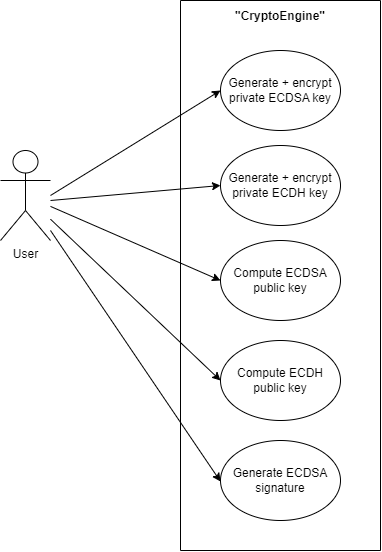 "CryptoEngine"
Generate + encrypt
private ECDSA key
Generate + encrypt
private ECDH key
User
Compute ECDSA
public key
Compute ECDH
public key
Generate ECDSA
signature